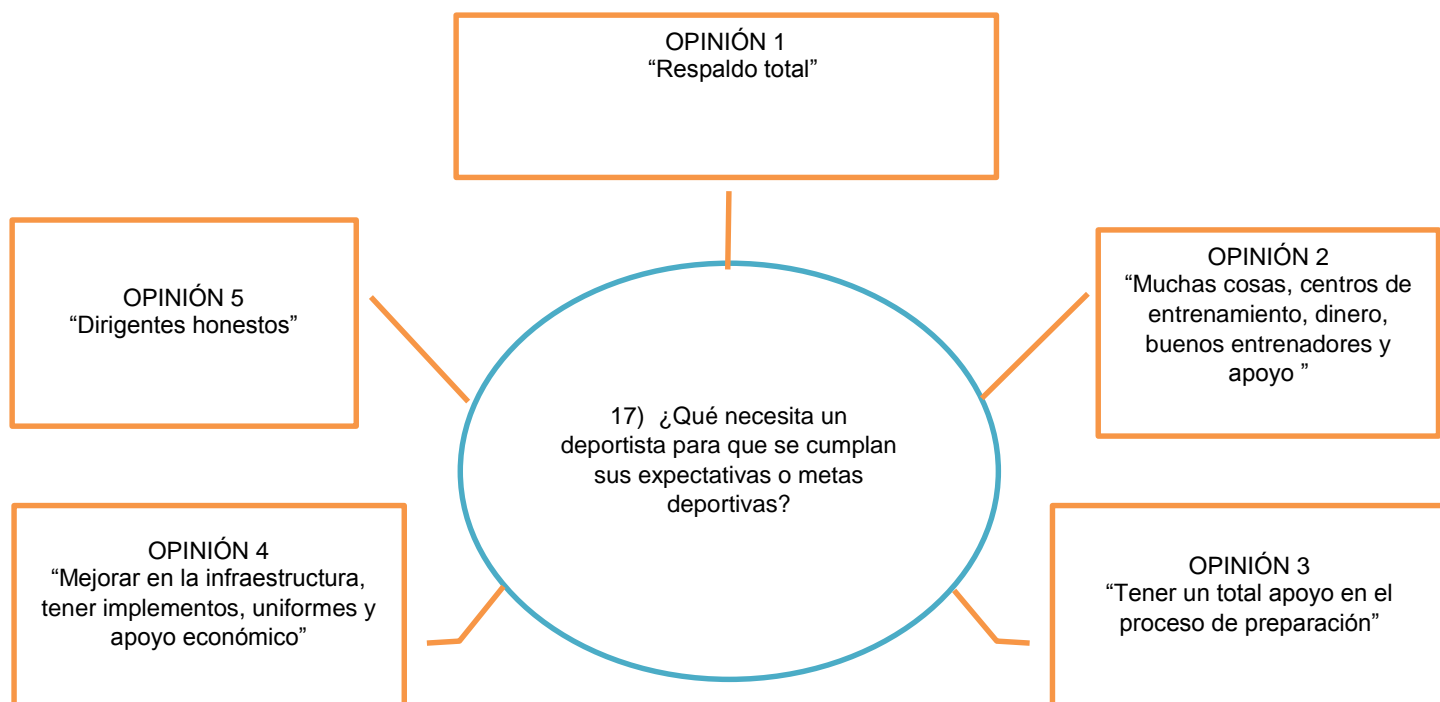 OPINIÓN 1
“Respaldo total”
OPINIÓN 2
“Muchas cosas, centros de
entrenamiento, dinero,
buenos entrenadores y
apoyo ”
OPINIÓN 5
“Dirigentes honestos”
17) ¿Qué necesita un
deportista para que se cumplan
sus expectativas o metas
deportivas?
OPINIÓN 4
“Mejorar en la infraestructura,
tener implementos, uniformes y
apoyo económico”
OPINIÓN 3
“Tener un total apoyo en el
proceso de preparación”